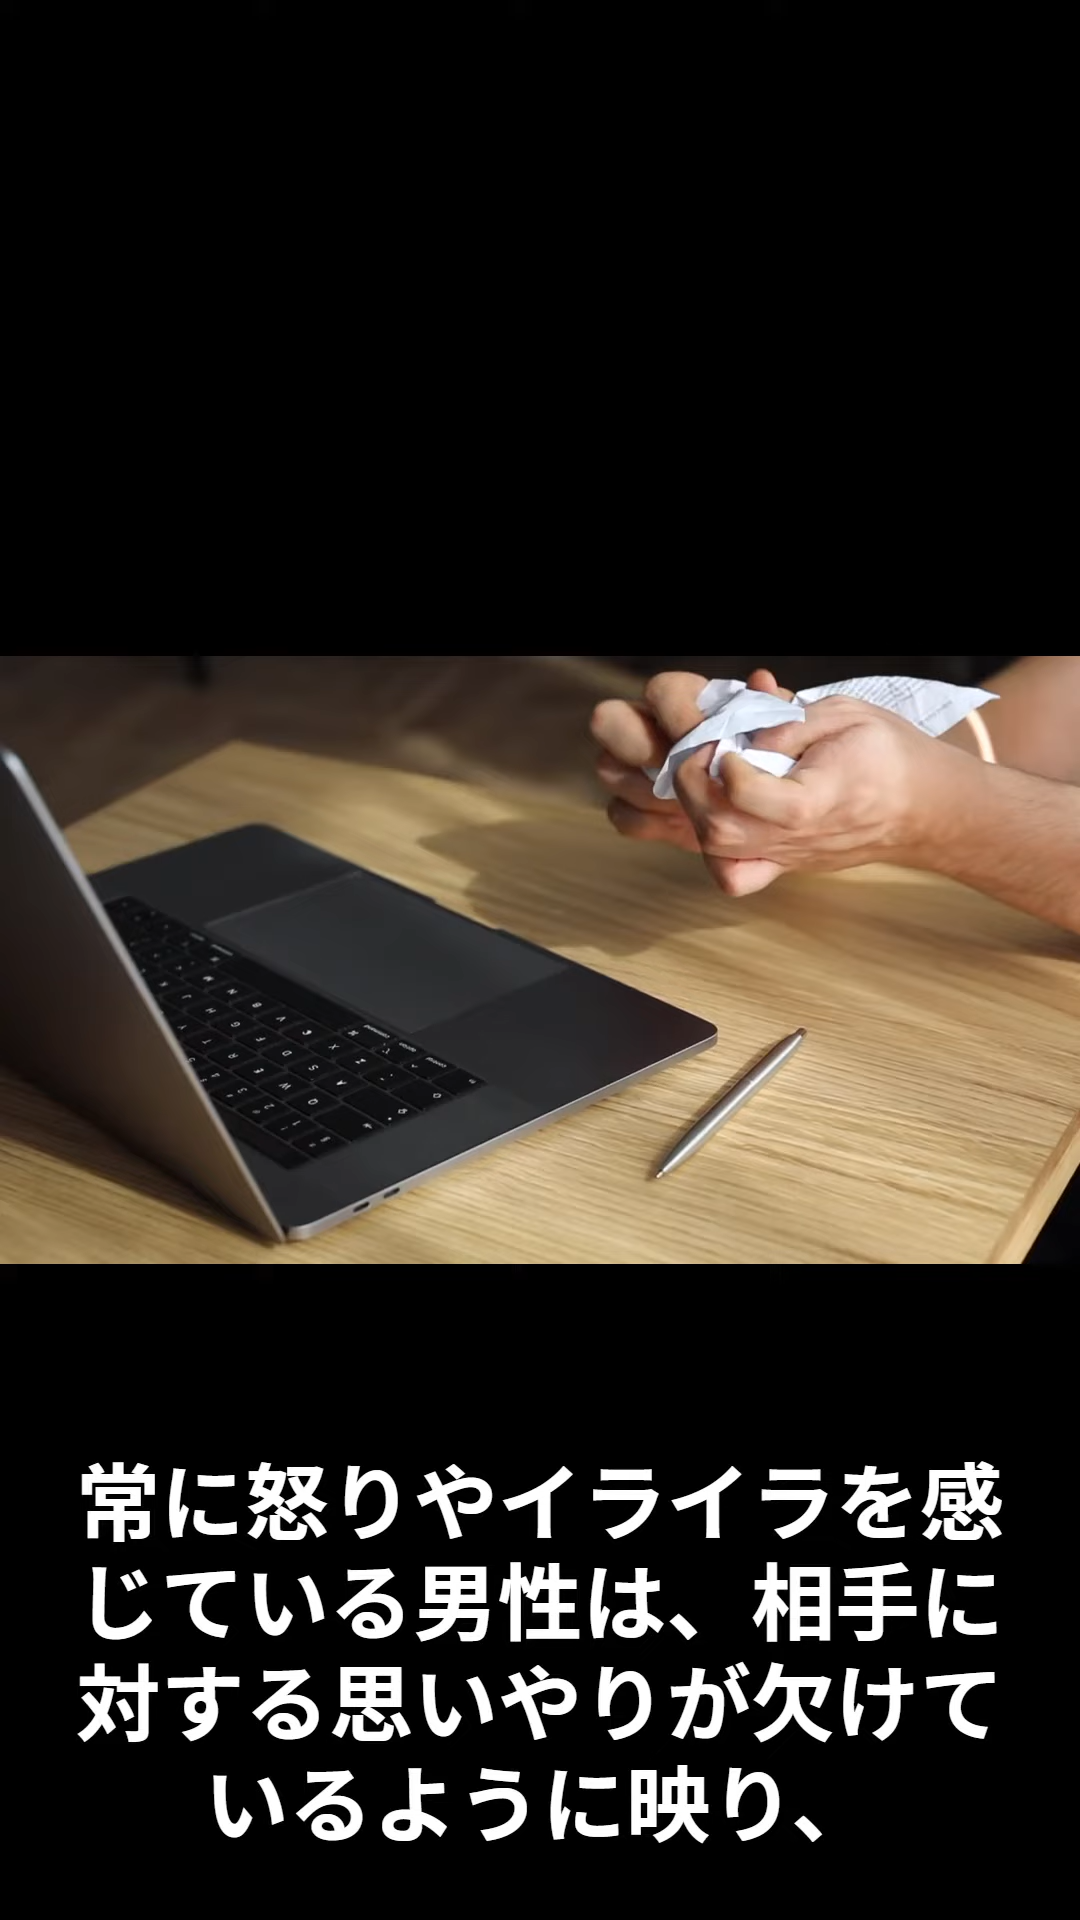 常に怒りやイライラを感
じている男性は、相手に
対する思いやりが欠けて
いるように映り、